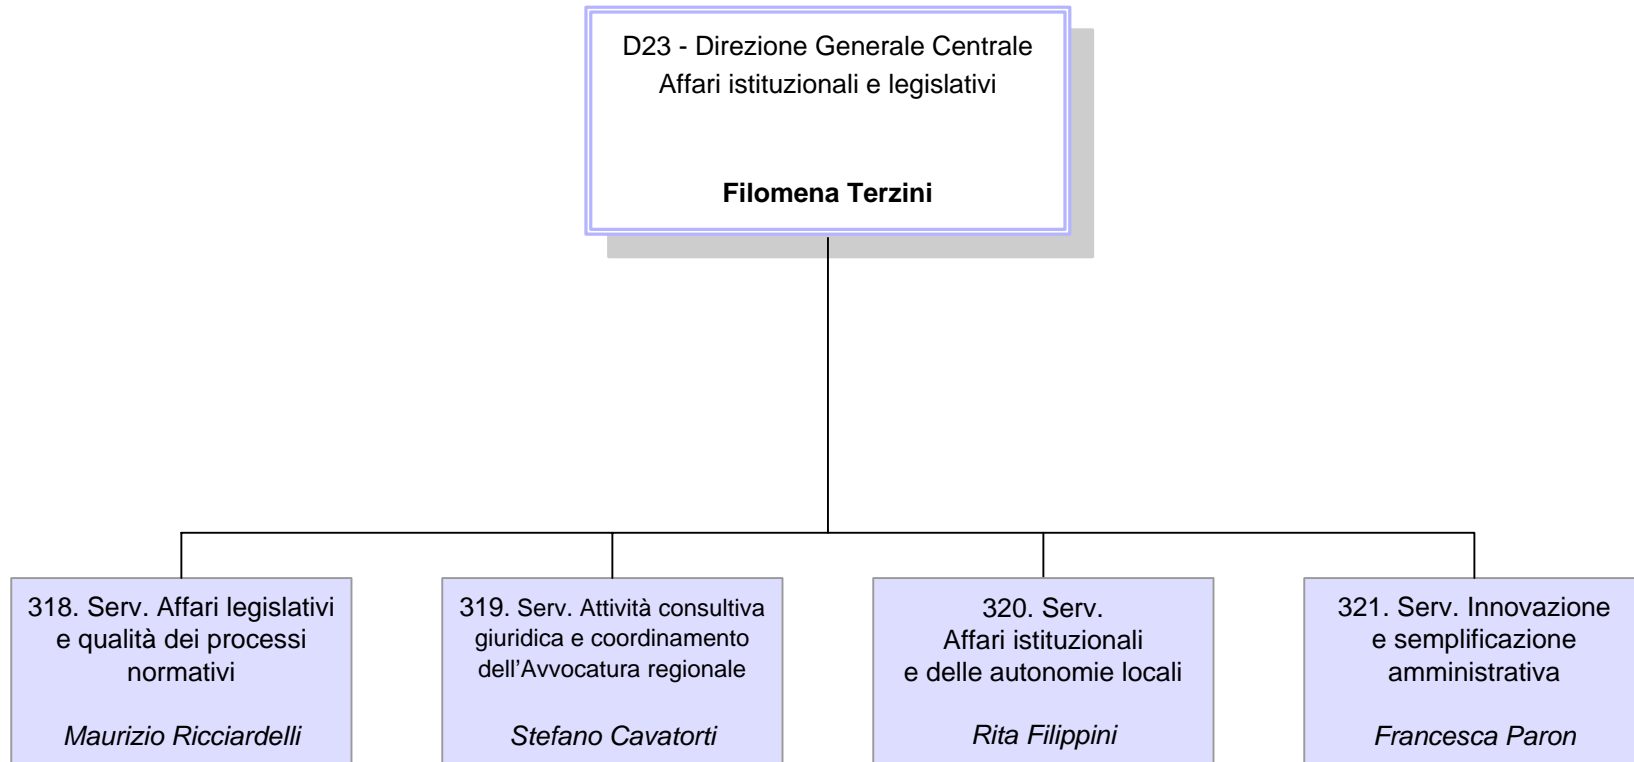 D23 - Direzione Generale Centrale
Affari istituzionali e legislativi
Filomena Terzini
318. Serv. Affari legislativi
e qualità dei processi
normativi
Maurizio Ricciardelli
319. Serv. Attività consultiva
giuridica e coordinamento
dell'Avvocatura regionale
Stefano Cavatorti
320. Serv.
Affari istituzionali
e delle autonomie locali
Rita Filippini
321. Serv. Innovazione
e semplificazione
amministrativa
Francesca Paron